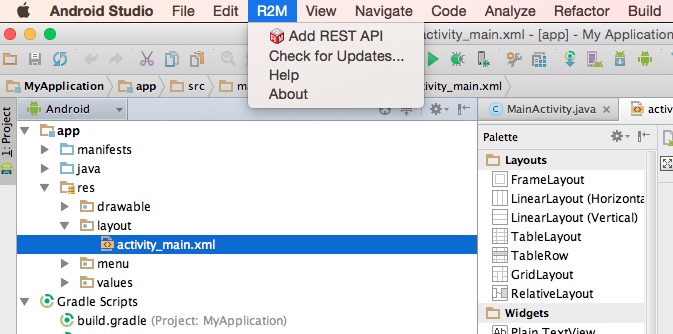 Android Studio File Edit R2M View Navigate Code Analyze Refactor Build
Add REST API
Check for Updates...
Help
About
activity_main.xml - [app] - My Application
MyApplication app src
Android
MainActivity.java
1: Project
app
manifests
java
res
drawable
layout
activity_main.xml
menu
values
Gradle Scripts
build.gradle (Project: MyApplication)
Palette
Layouts
FrameLayout
LinearLayout (Horizonta
LinearLayout (Vertical)
TableLayout
TableRow
GridLayout
RelativeLayout
Widgets
Plain TextView